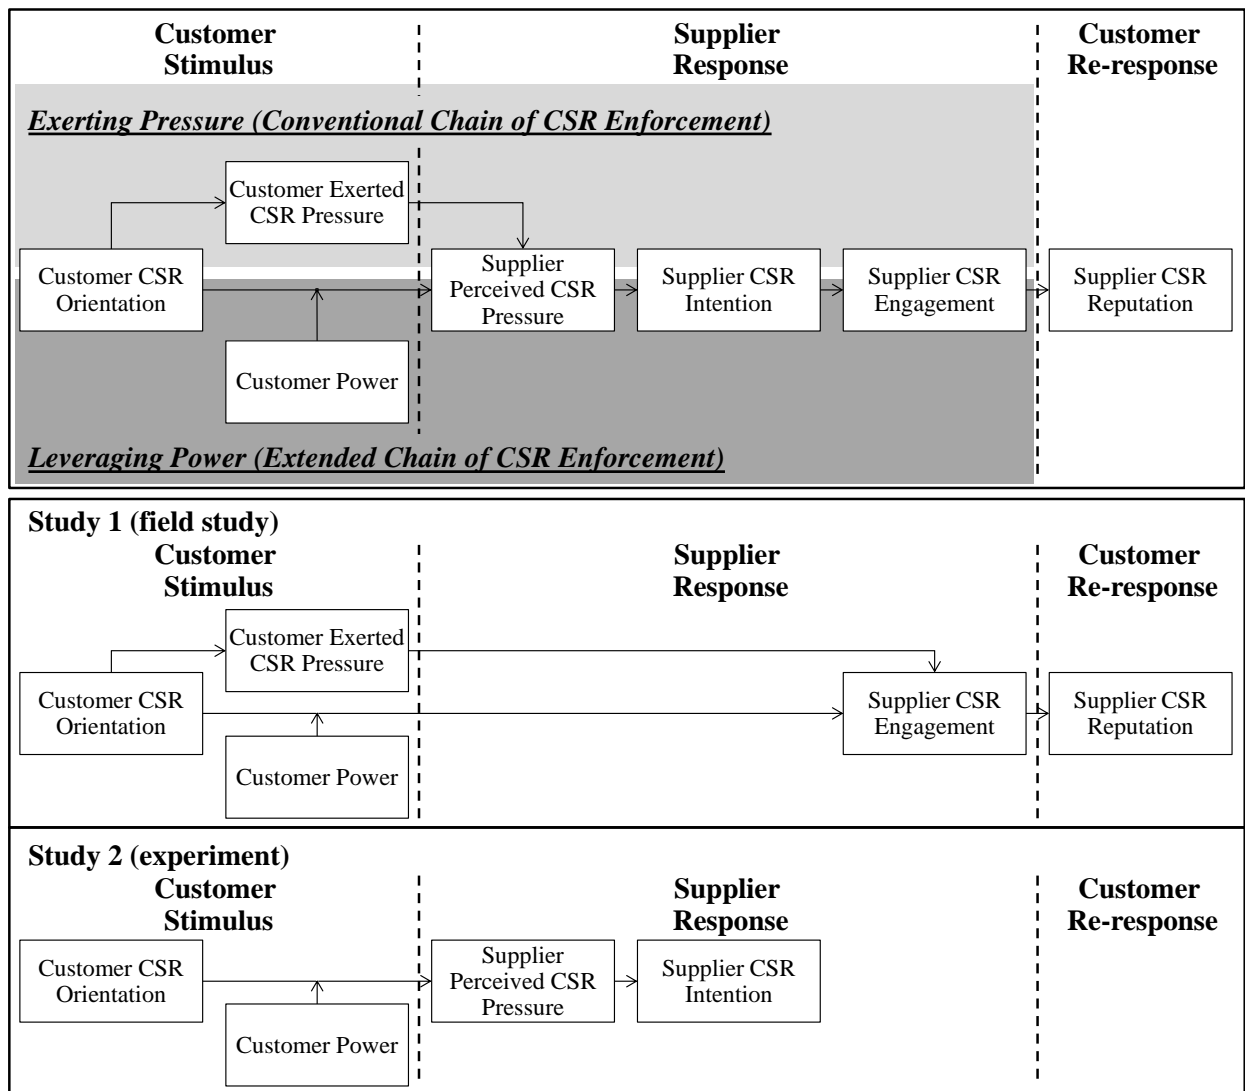 Customer
Stimulus
Supplier
Response
Customer
Re-response
Exerting Pressure (Conventional Chain of CSR Enforcement)
Customer Exerted
CSR Pressure
Customer CSR
Orientation
Supplier
Perceived CSR
Pressure
Supplier CSR
Intention
Supplier CSR
Engagement
Supplier CSR
Reputation
Customer Power
Leveraging Power (Extended Chain of CSR Enforcement)
Study 1 (field study)
Customer
Stimulus
Supplier
Response
Customer
Re-response
Customer Exerted
CSR Pressure
Customer CSR
Orientation
Supplier CSR
Engagement
Supplier CSR
Reputation
Customer Power
Study 2 (experiment)
Customer
Stimulus
Supplier
Response
Customer
Re-response
Customer CSR
Orientation
Supplier
Perceived CSR
Pressure
Supplier CSR
Intention
Customer Power